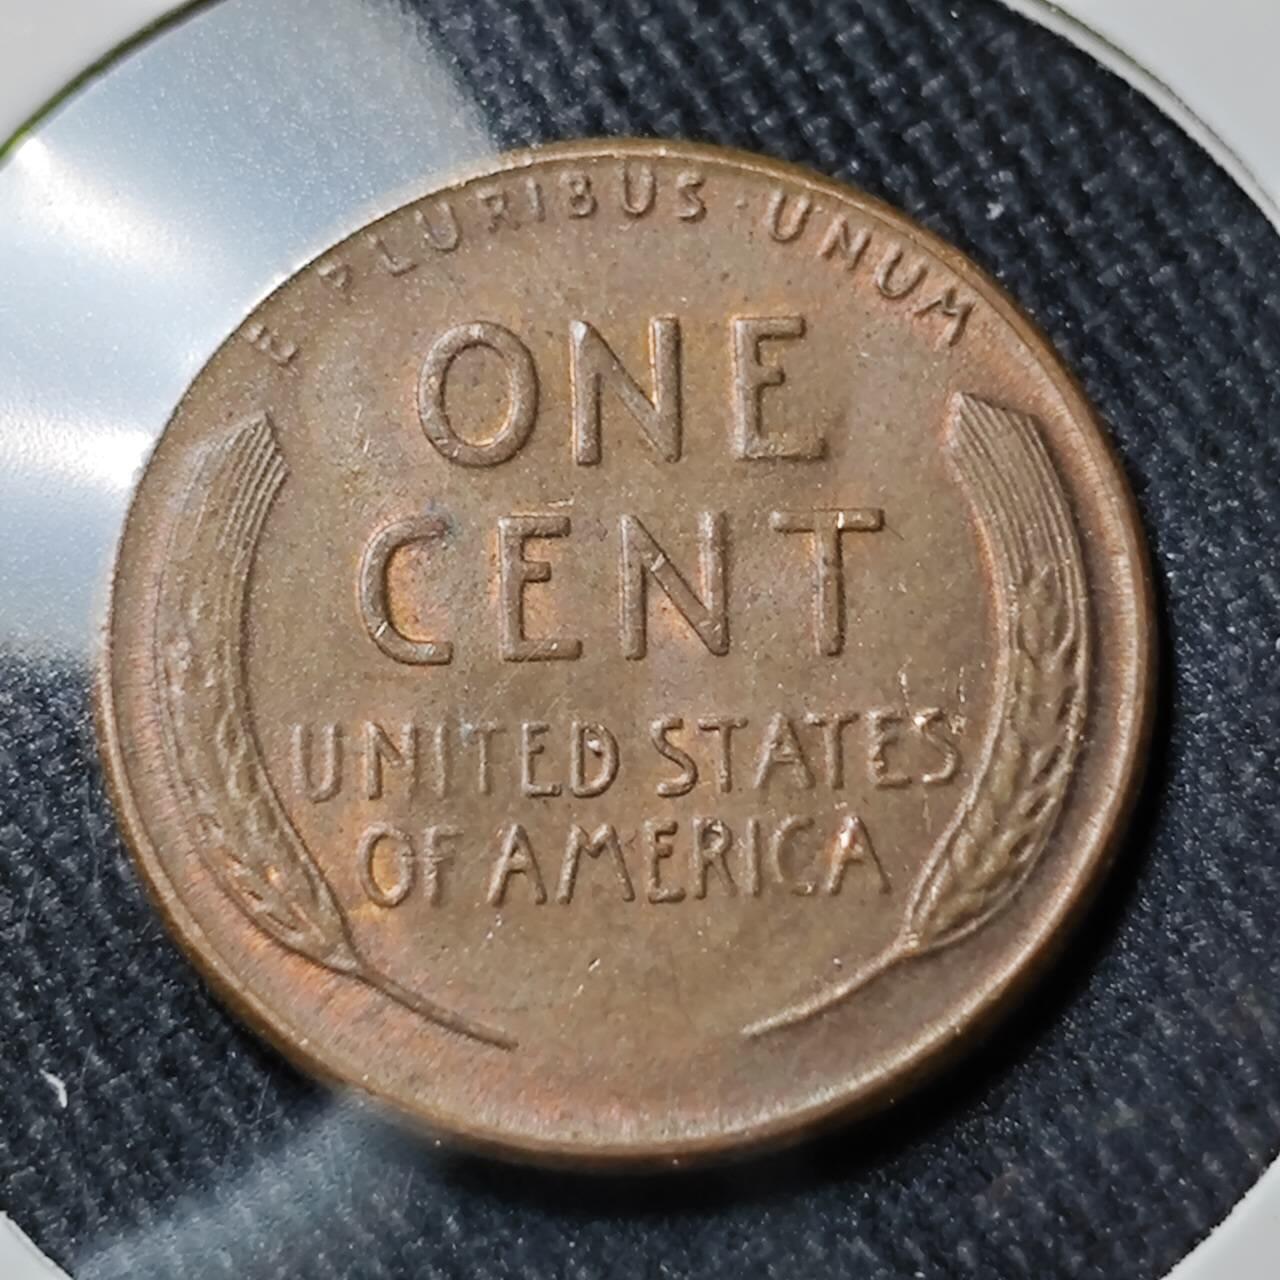 E PLURIBUS · UNUM
ONE
CENT
UNITED STATES
OF AMERICA